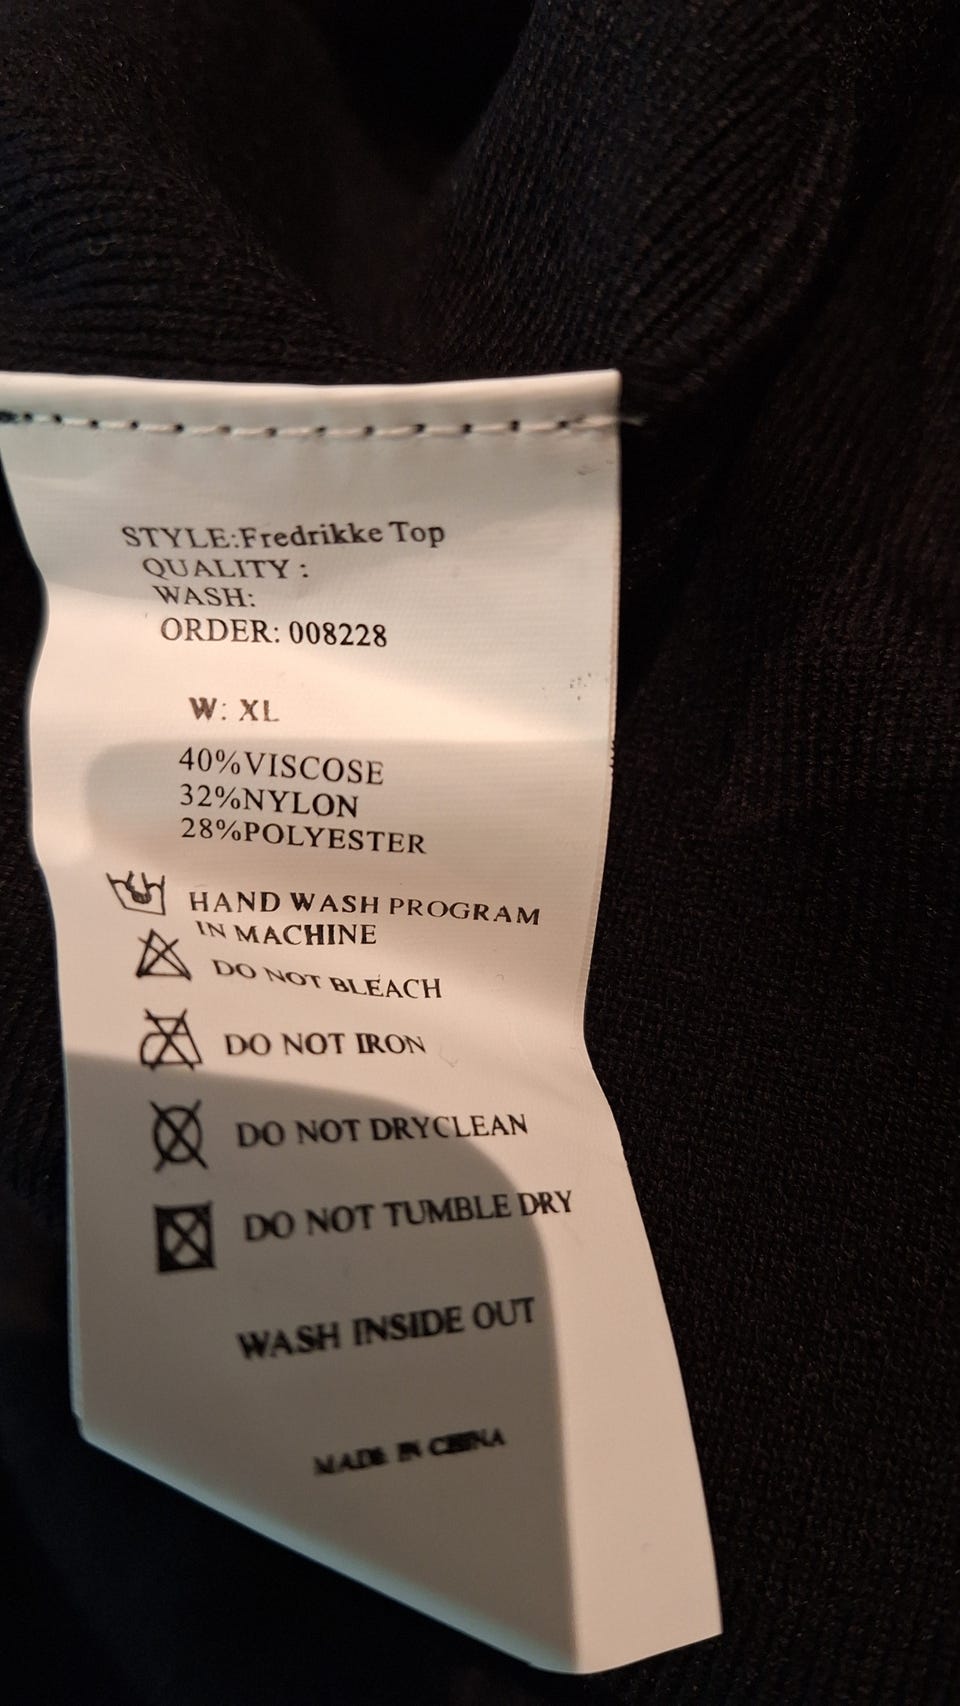 STYLE:Fredrikke Top
QUALITY :
WASH:
ORDER: 008228
W: XL
40%VISCOSE
32%NYLON
28%POLYESTER
HAND WASH PROGRAM
IN MACHINE
DO NOT BLEACH
DO NOT IRON
DO NOT DRYCLEAN
DO NOT TUMBLE DRY
WASH INSIDE OUT
MADE IN CHINA